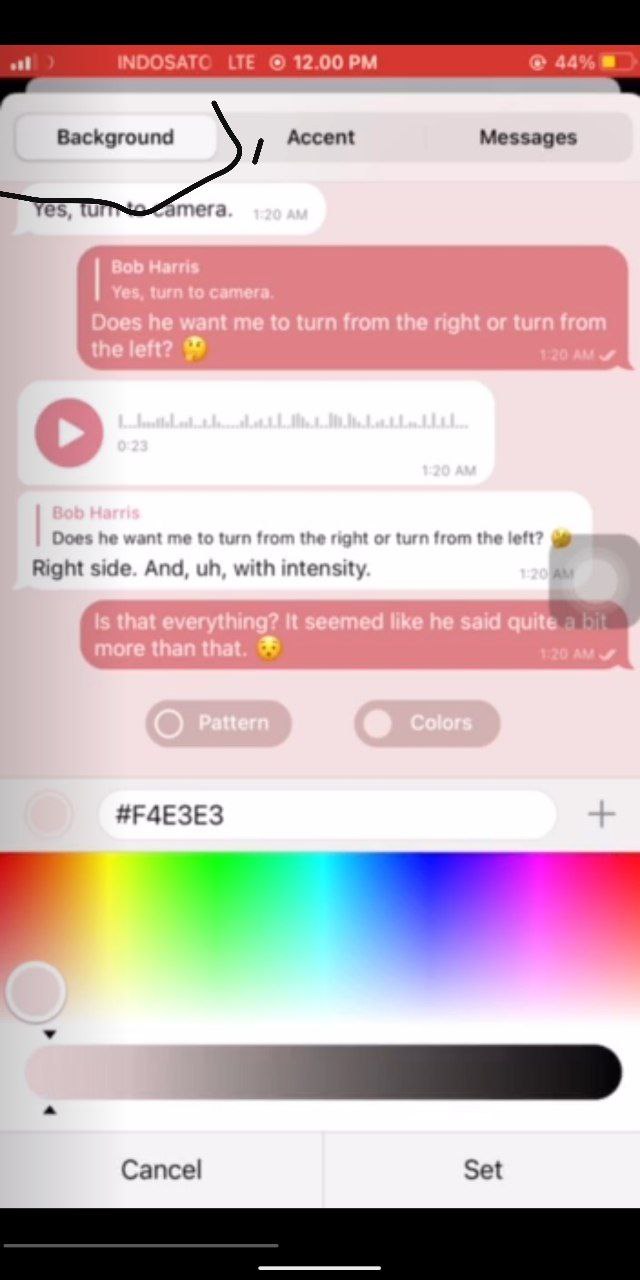 INDOSATO LTE 12.00 PM 44%
Background Accent Messages
Yes, turn to camera. 1:20 AM
Bob Harris
Yes, turn to camera.
Does he want me to turn from the right or turn from
the left? 🤔 1:20 AM
0:23
1:20 AM
Bob Harris
Does he want me to turn from the right or turn from the left? 🤔
Right side. And, uh, with intensity. 1:20 AM
Is that everything? It seemed like he said quite a bit
more than that. 😯 1:20 AM
Pattern Colors
#F4E3E3
Cancel Set